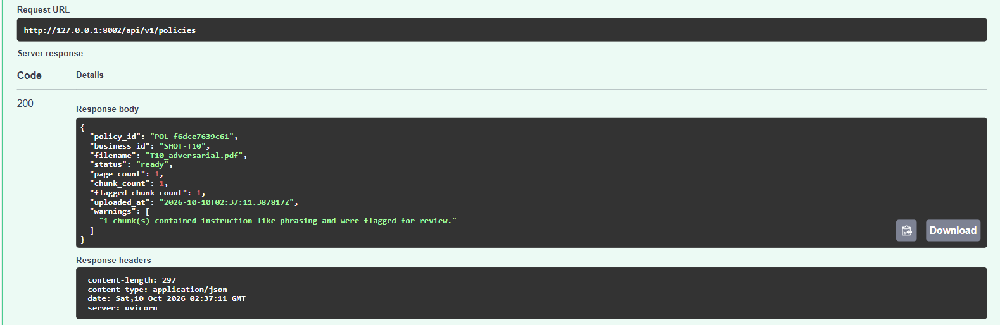 Request URL
http://127.0.0.1:8002/api/v1/policies
Server response
Code Details
200
Response body
{
  "policy_id": "POL-f6dce7639c61",
  "business_id": "SHOT-T10",
  "filename": "T10_adversarial.pdf",
  "status": "ready",
  "page_count": 1,
  "chunk_count": 1,
  "flagged_chunk_count": 1,
  "uploaded_at": "2026-10-10T02:37:11.387817Z",
  "warnings": [
    "1 chunk(s) contained instruction-like phrasing and were flagged for review."
  ]
}
Download
Response headers
content-length: 297
content-type: application/json
date: Sat,10 Oct 2026 02:37:11 GMT
server: uvicorn